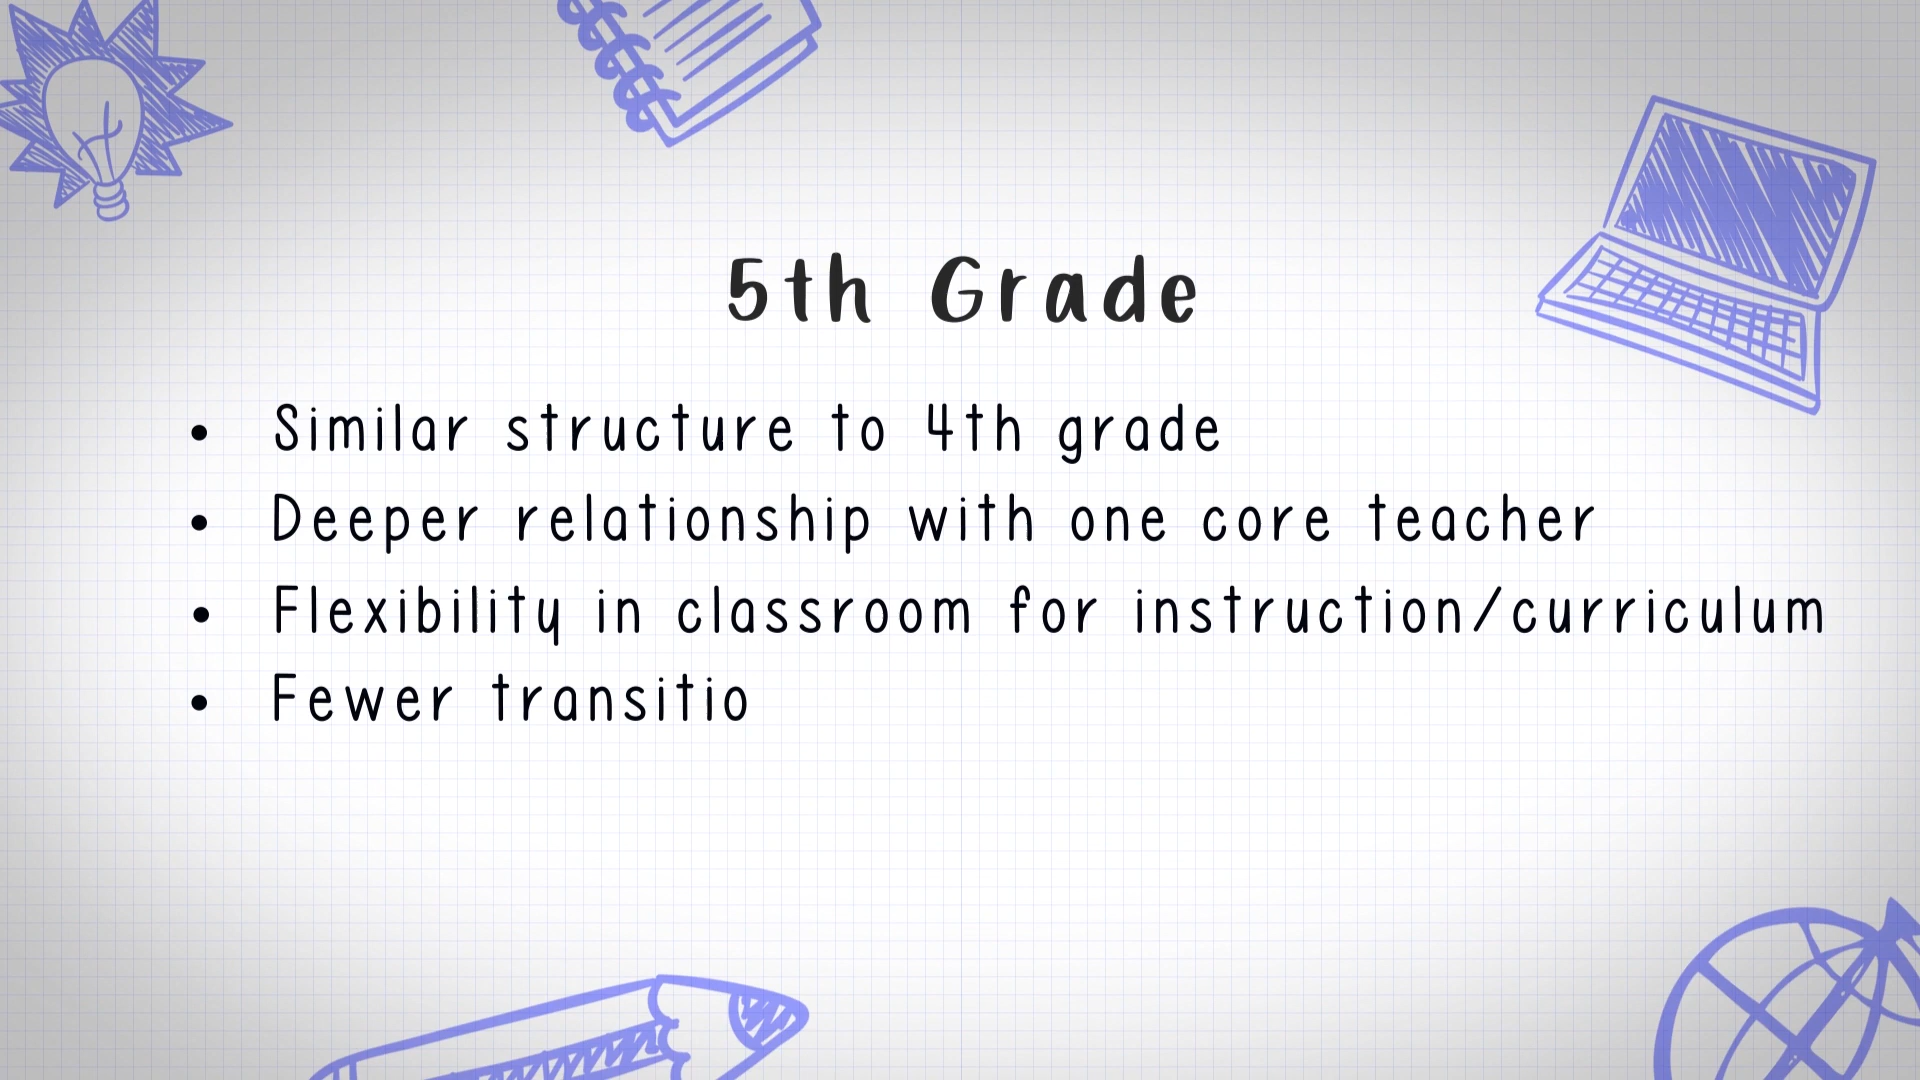 5th Grade
• Similar structure to 4th grade
• Deeper relationship with one core teacher
• Flexibility in classroom for instruction/curriculum
• Fewer transitio